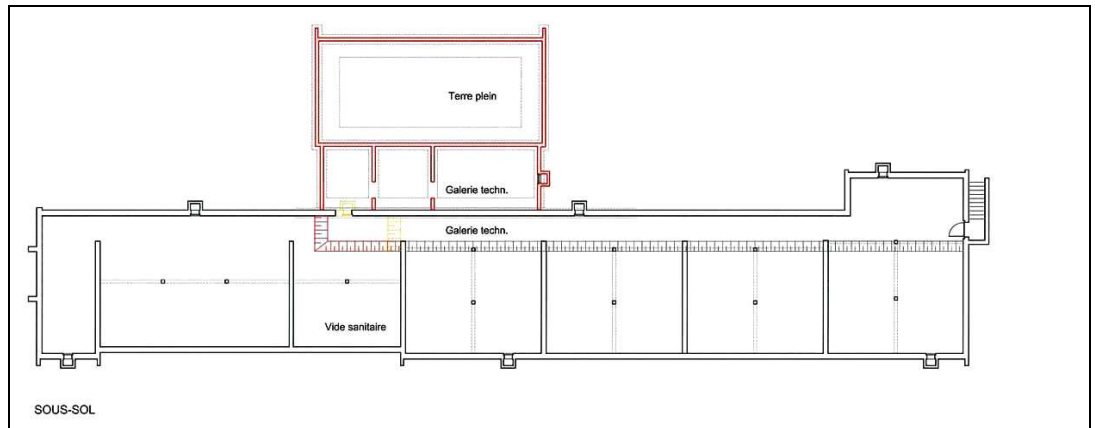 Terre plein
Galerie techn.
Galerie techn.
Vide sanitaire
SOUS-SOL